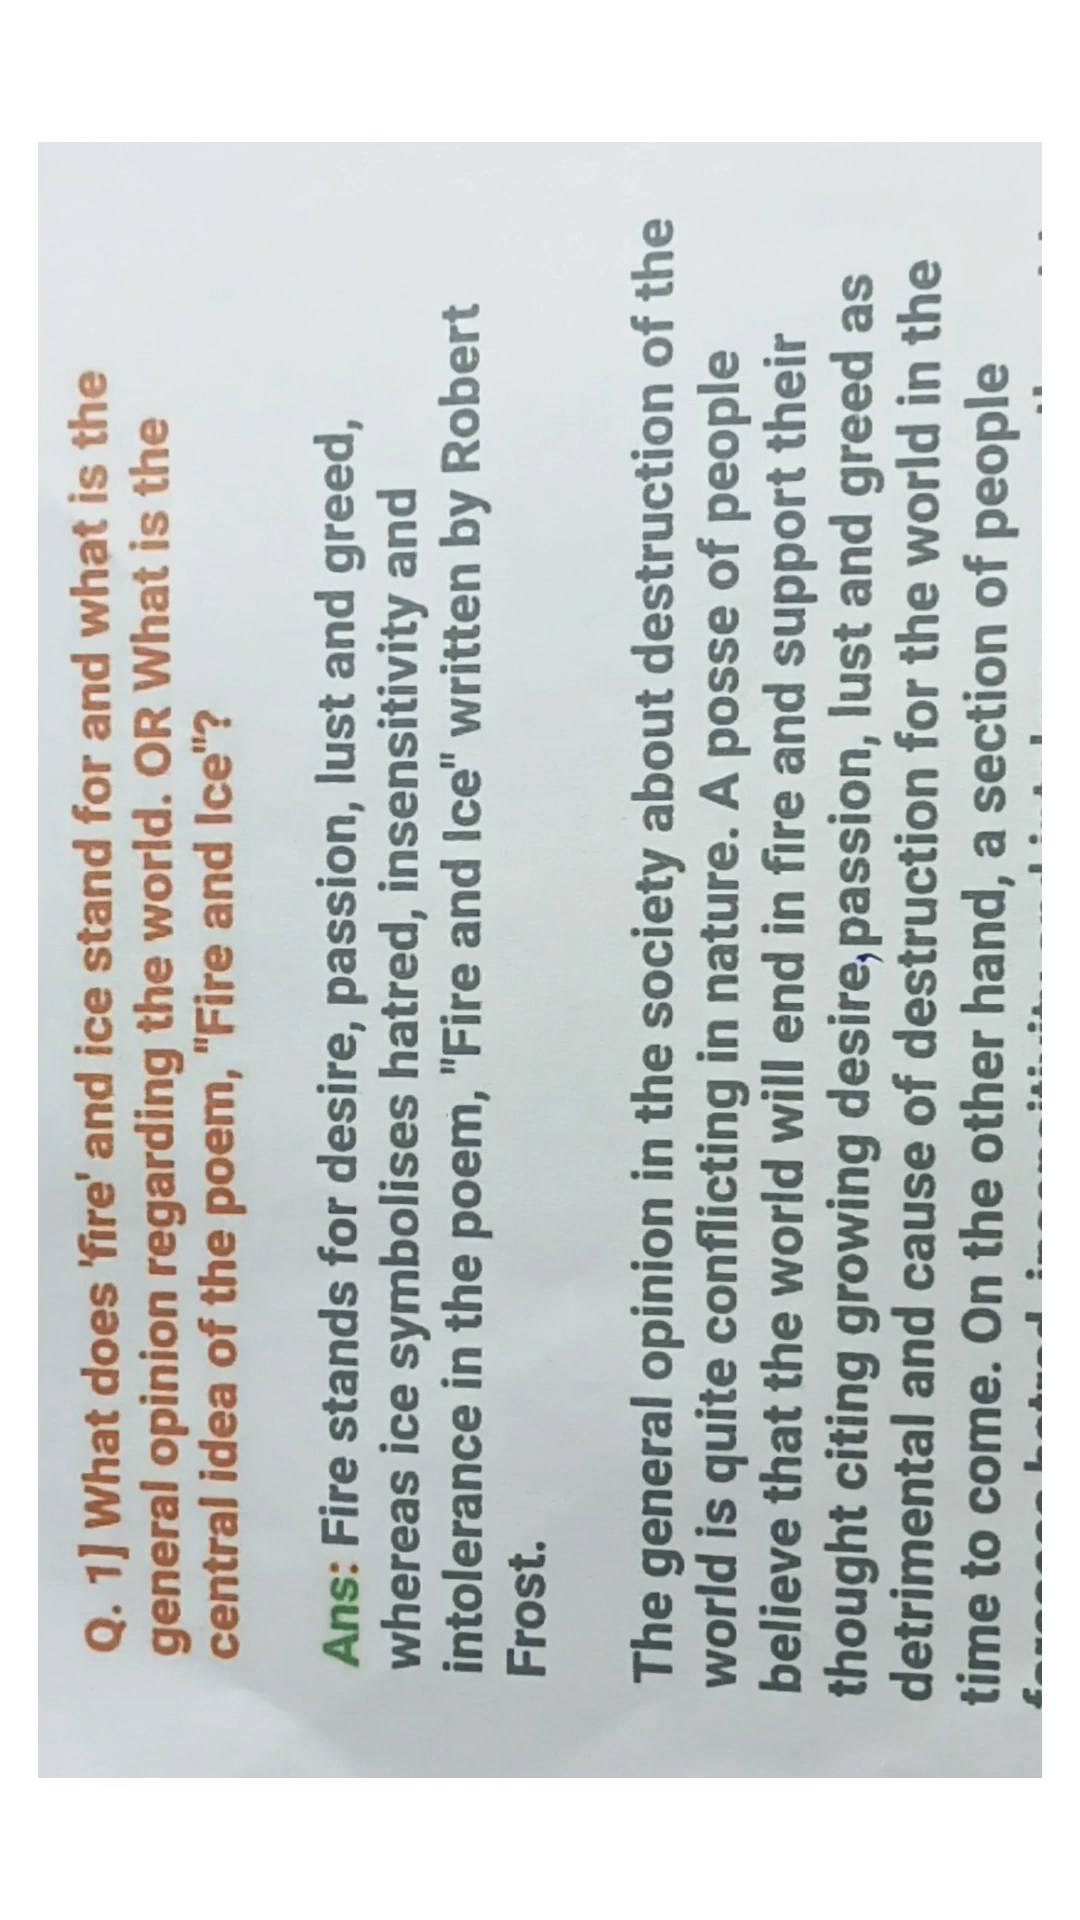 Q. 1] What does 'fire' and ice stand for and what is the
general opinion regarding the world. OR What is the
central idea of the poem, "Fire and Ice"?
Ans: Fire stands for desire, passion, lust and greed,
whereas ice symbolises hatred, insensitivity and
intolerance in the poem, "Fire and Ice" written by Robert
Frost.
The general opinion in the society about destruction of the
world is quite conflicting in nature. A posse of people
believe that the world will end in fire and support their
thought citing growing desire, passion, lust and greed as
detrimental and cause of destruction for the world in the
time to come. On the other hand, a section of people